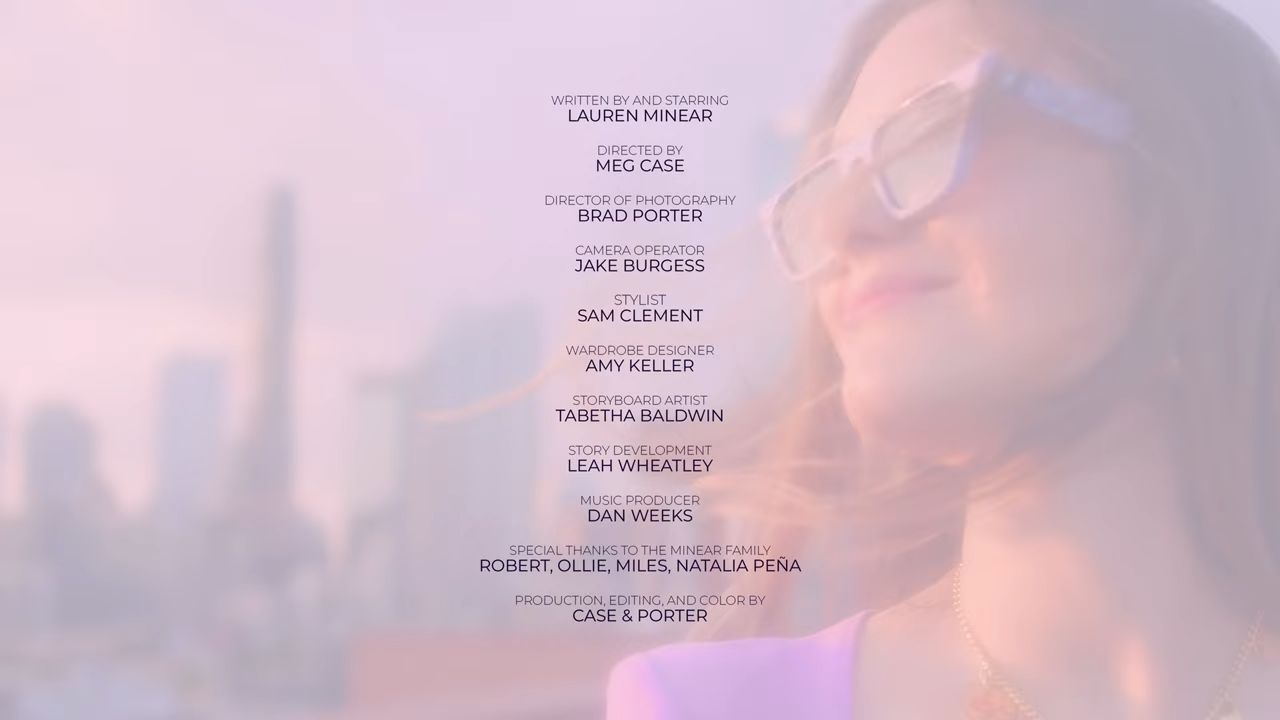 WRITTEN BY AND STARRING
LAUREN MINEAR
DIRECTED BY
MEG CASE
DIRECTOR OF PHOTOGRAPHY
BRAD PORTER
CAMERA OPERATOR
JAKE BURGESS
STYLIST
SAM CLEMENT
WARDROBE DESIGNER
AMY KELLER
STORYBOARD ARTIST
TABETHA BALDWIN
STORY DEVELOPMENT
LEAH WHEATLEY
MUSIC PRODUCER
DAN WEEKS
SPECIAL THANKS TO THE MINEAR FAMILY
ROBERT, OLLIE, MILES, NATALIA PEÑA
PRODUCTION, EDITING, AND COLOR BY
CASE & PORTER